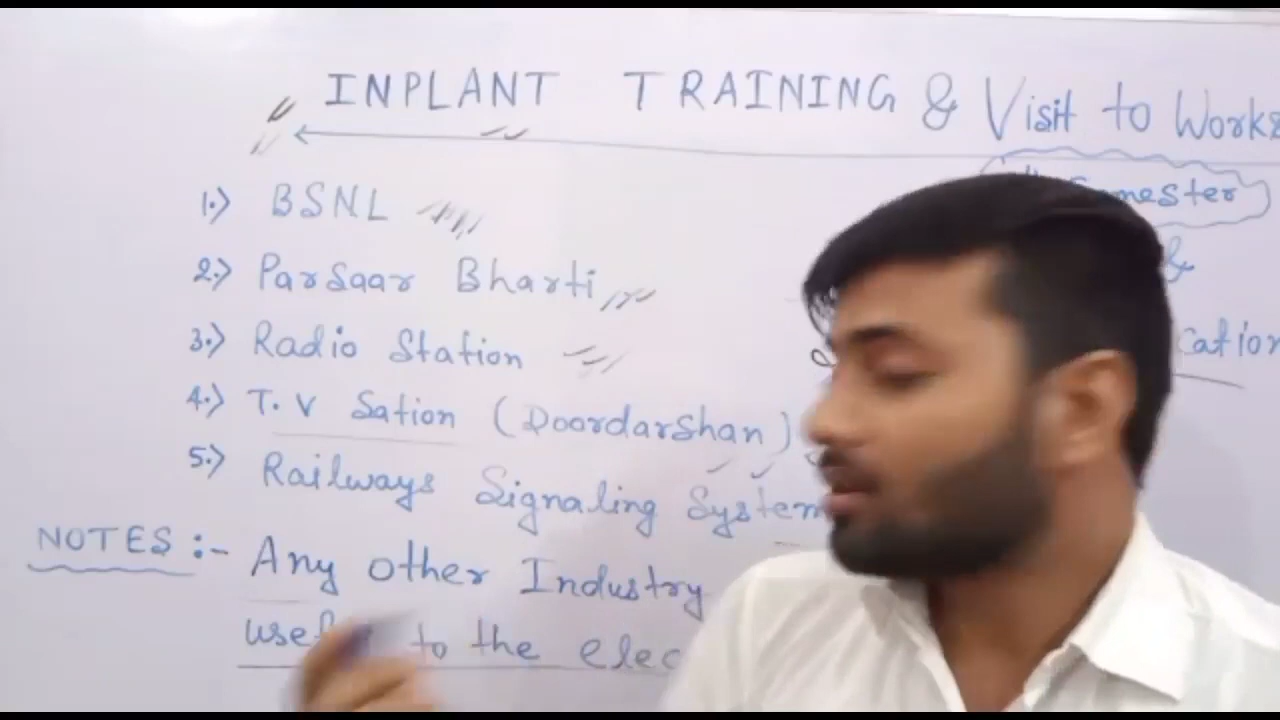 INPLANT TRAINING & Visit to Works
1.) BSNL
2.) Parsaar Bharti
3.) Radio Station
4.) T.V Sation (Doordarshan)
5.) Railways Signaling System
NOTES :- Any other Industry
to the elec
&